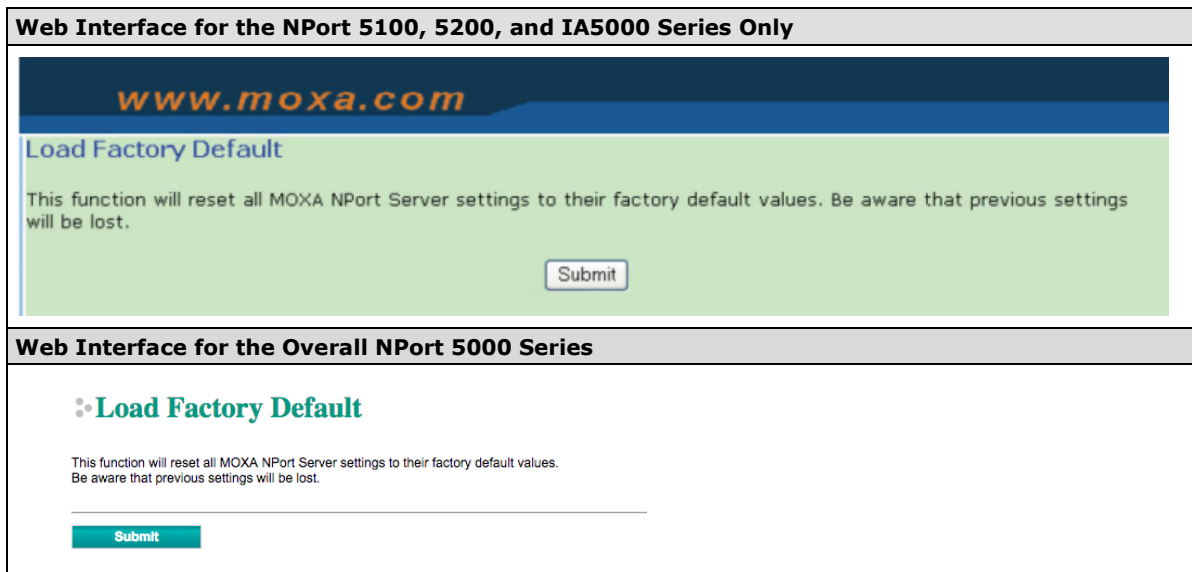 Web Interface for the NPort 5100, 5200, and IA5000 Series Only
www.moxa.com
Load Factory Default
This function will reset all MOXA NPort Server settings to their factory default values. Be aware that previous settings
will be lost.
Submit
Web Interface for the Overall NPort 5000 Series
Load Factory Default
This function will reset all MOXA NPort Server settings to their factory default values.
Be aware that previous settings will be lost.
Submit